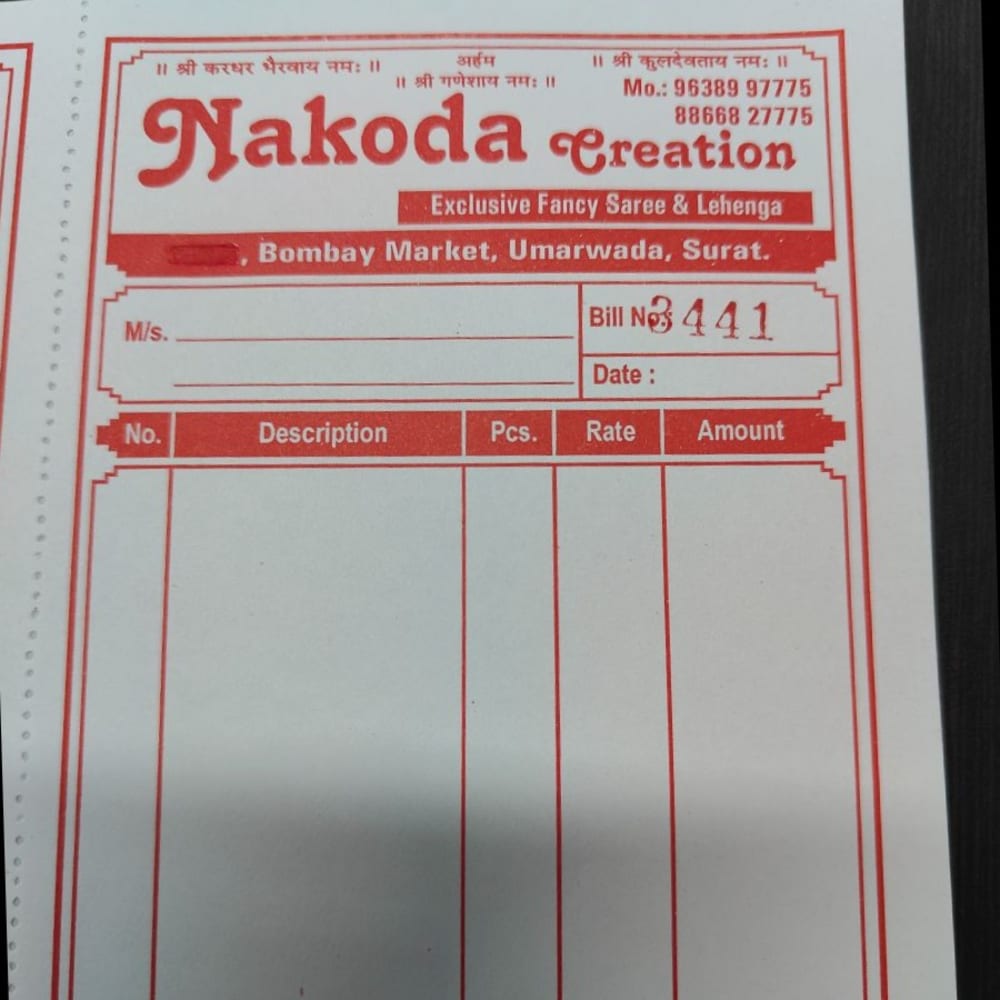 ॥ श्री करधर भैरवाय नमः ॥ अर्हम ॥ श्री कुलदेवताय नमः ॥
॥ श्री गणेशाय नमः ॥ Mo.: 96389 97775
88668 27775
Nakoda Creation
Exclusive Fancy Saree & Lehenga
, Bombay Market, Umarwada, Surat.
M/s. Bill No.: 3441
Date :
No. Description Pcs. Rate Amount